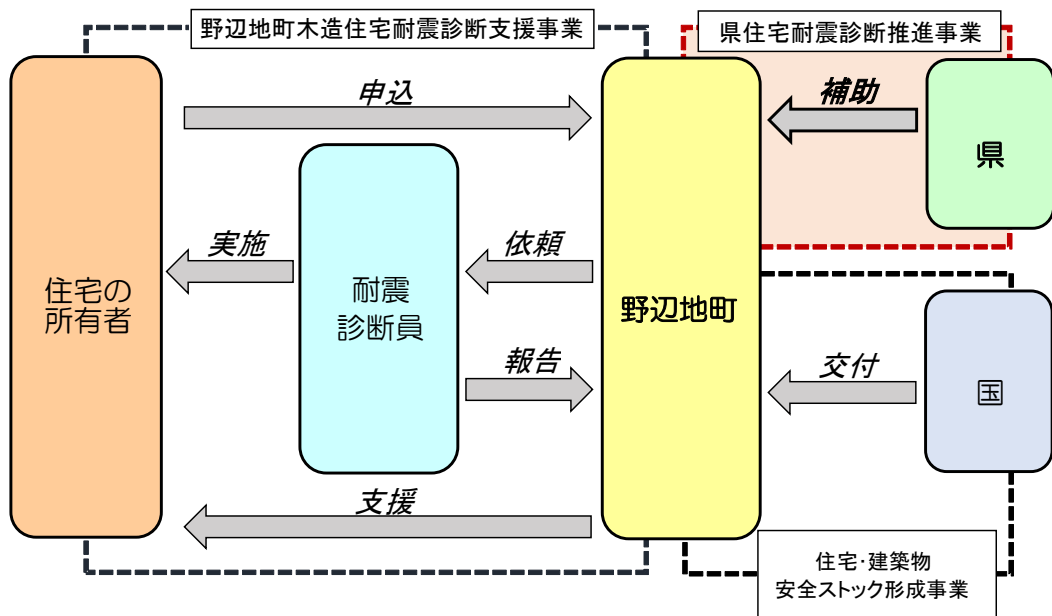 野辺地町木造住宅耐震診断支援事業
県住宅耐震診断推進事業
申込
補助
県
実施
依頼
住宅の
所有者
耐震
診断員
野辺地町
報告
交付
国
支援
住宅・建築物
安全ストック形成事業